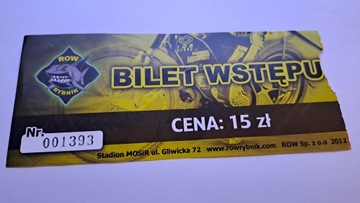 ROW
RYBNIK
BILET WSTĘPU
CENA: 15 zł
Nr.
001393
Stadion MOSiR ul. Gliwicka 72 www.rowrybnik.com ROW Sp. z o.o 2012